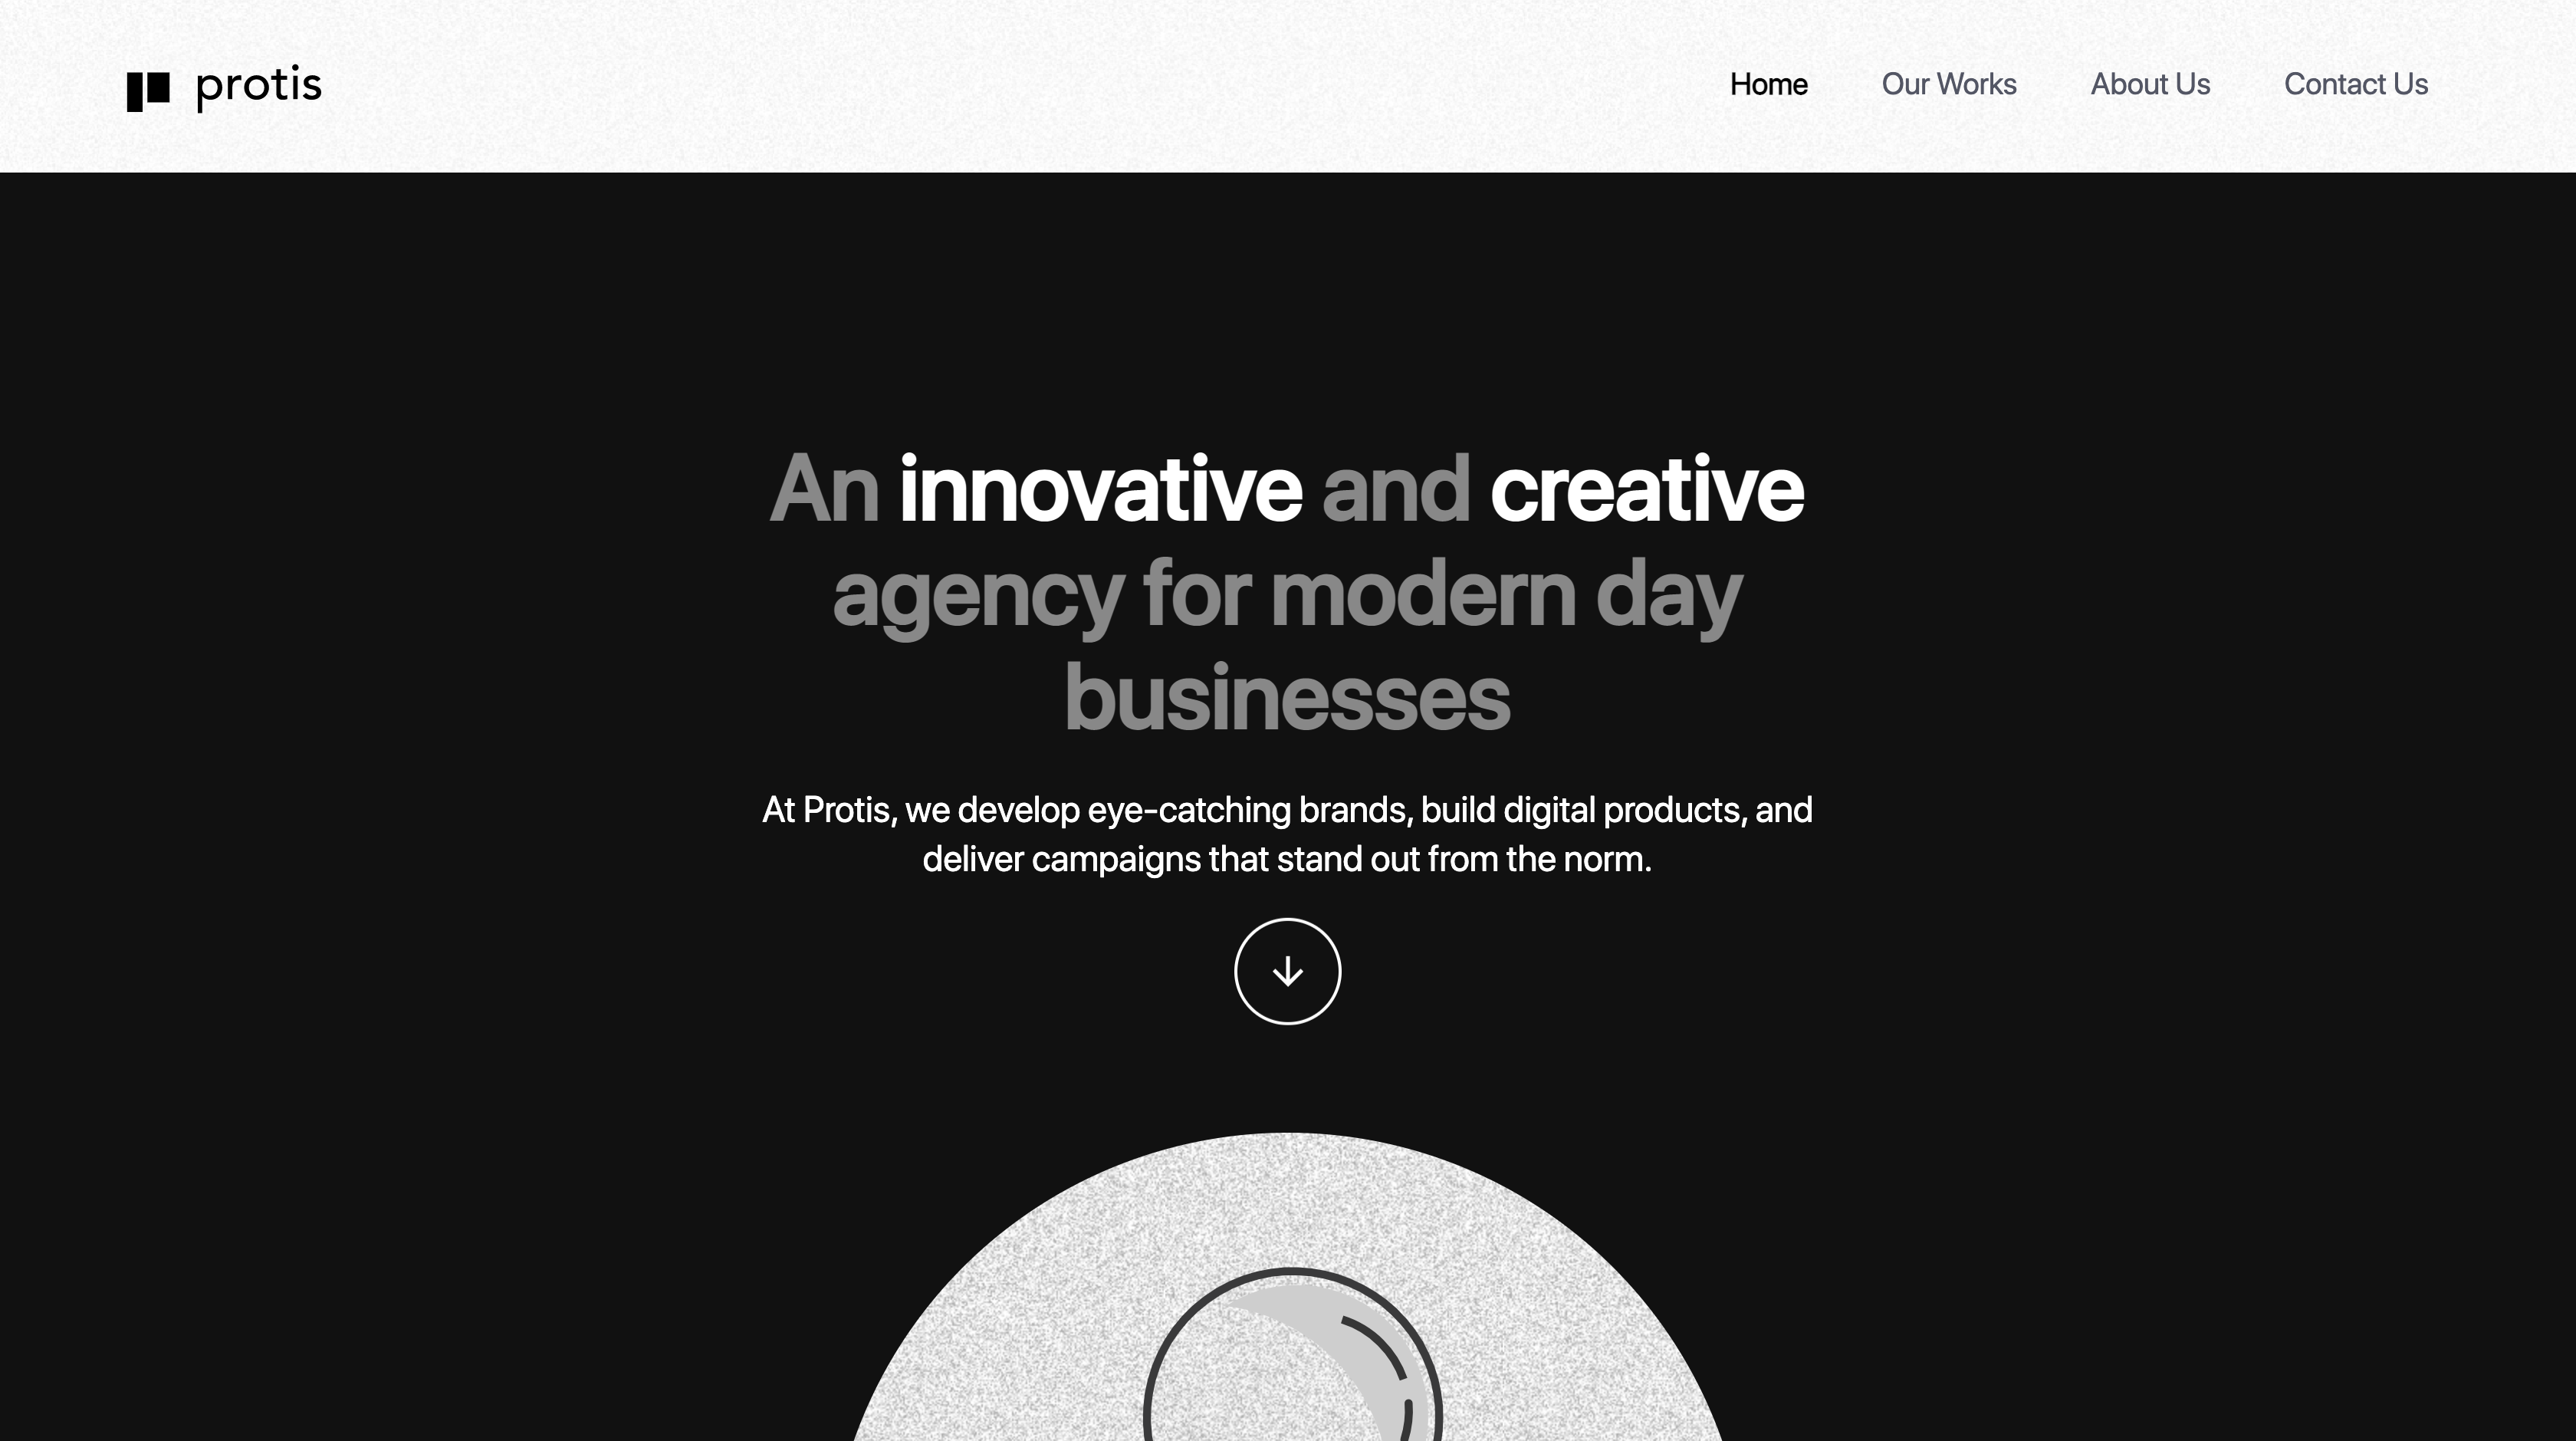 protis
Home
Our Works
About Us
Contact Us
An innovative and creative
agency for modern day
businesses
At Protis, we develop eye-catching brands, build digital products, and
deliver campaigns that stand out from the norm.